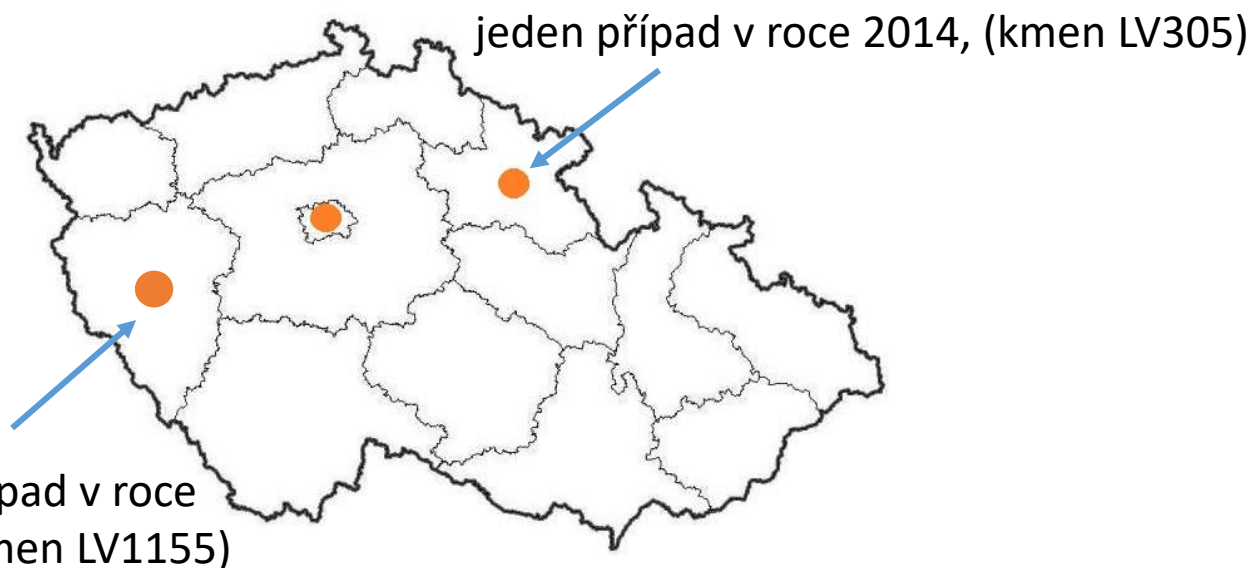 jeden případ v roce 2014, (kmen LV305)
pad v roce
men LV1155)